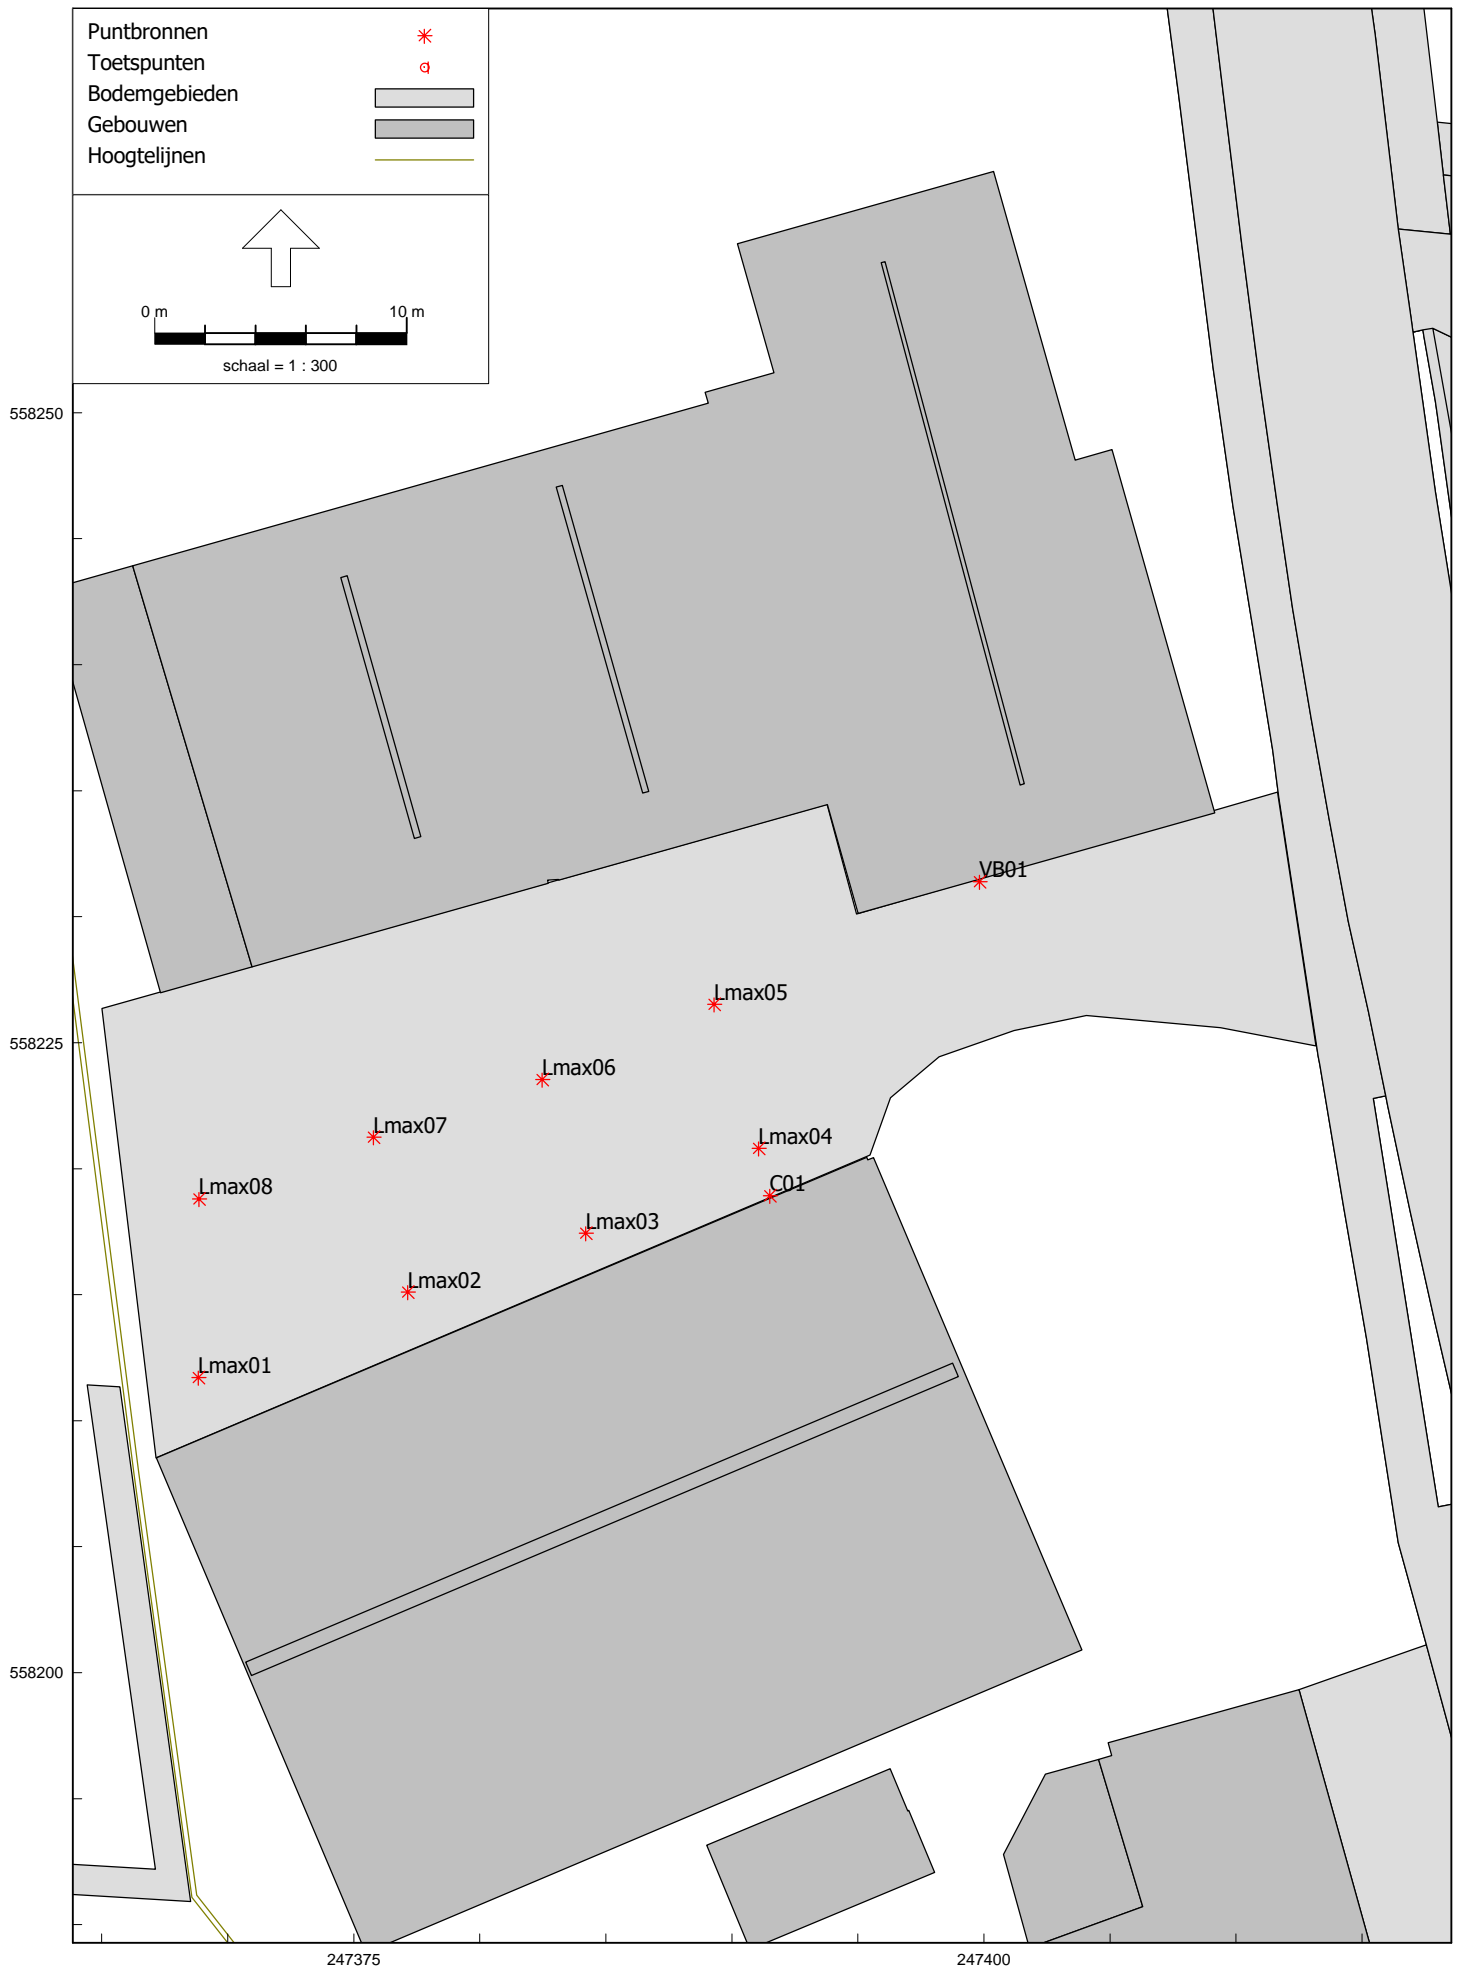 Puntbronnen
Toetspunten
Bodemgebieden
Gebouwen
Hoogtelijnen
0 m 10 m
schaal = 1 : 300
558250
VB01
Lmax05
558225
Lmax06
Lmax07
Lmax04
C01
Lmax08
Lmax03
Lmax02
Lmax01
558200
247375 247400